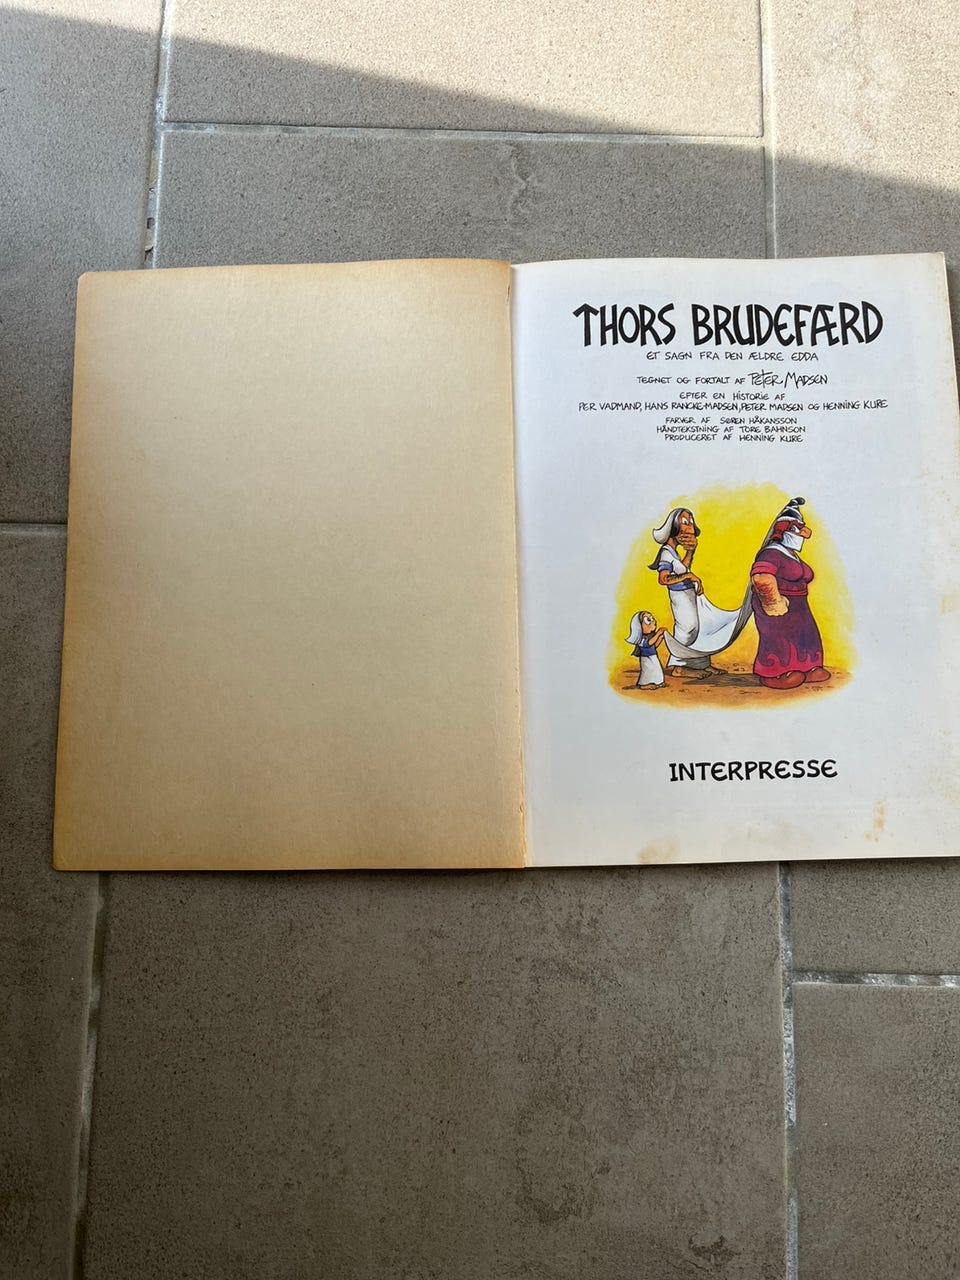 THORS BRUDEFÆRD
ET SAGN FRA DEN ÆLDRE EDDA
TEGNET OG FORTALT AF PETER MADSEN
EFTER EN HISTORIE AF
PER VADMAND, HANS RANCKE-MADSEN, PETER MADSEN OG HENNING KURE
FARVER AF SØREN HÅKANSSON
HÅNDTEKSTNING AF TORE BAHNSON
PRODUCERET AF HENNING KURE
INTERPRESSE